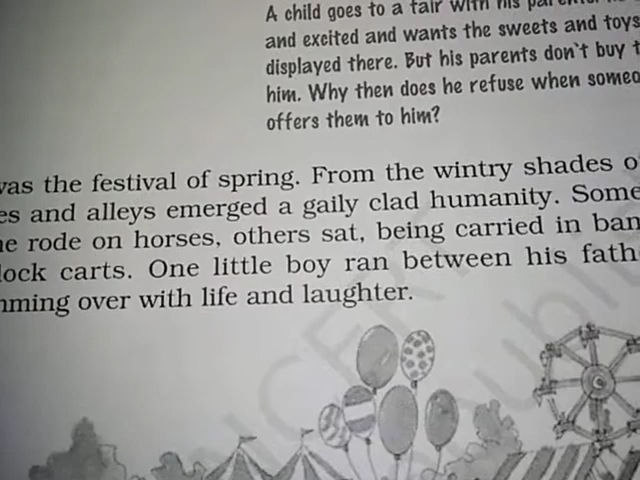 A child goes to a fair with his
and excited and wants the sweets and toys
displayed there. But his parents don't buy
him. Why then does he refuse when someo
offers them to him?
was the festival of spring. From the wintry shades o
es and alleys emerged a gaily clad humanity. Some
e rode on horses, others sat, being carried in bam
lock carts. One little boy ran between his fath
mming over with life and laughter.